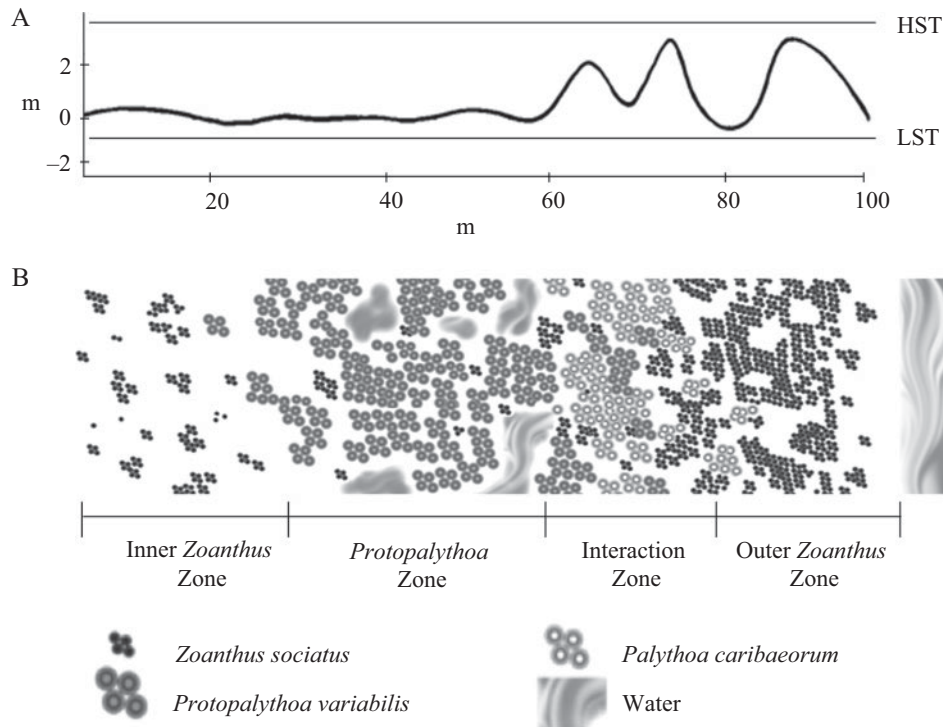 A
HST
2
m
0
LST
–2
20
40
60
80
100
m
B
Inner Zoanthus
Zone
Protopalythoa
Zone
Interaction
Zone
Outer Zoanthus
Zone
Zoanthus sociatus
Palythoa caribaeorum
Protopalythoa variabilis
Water